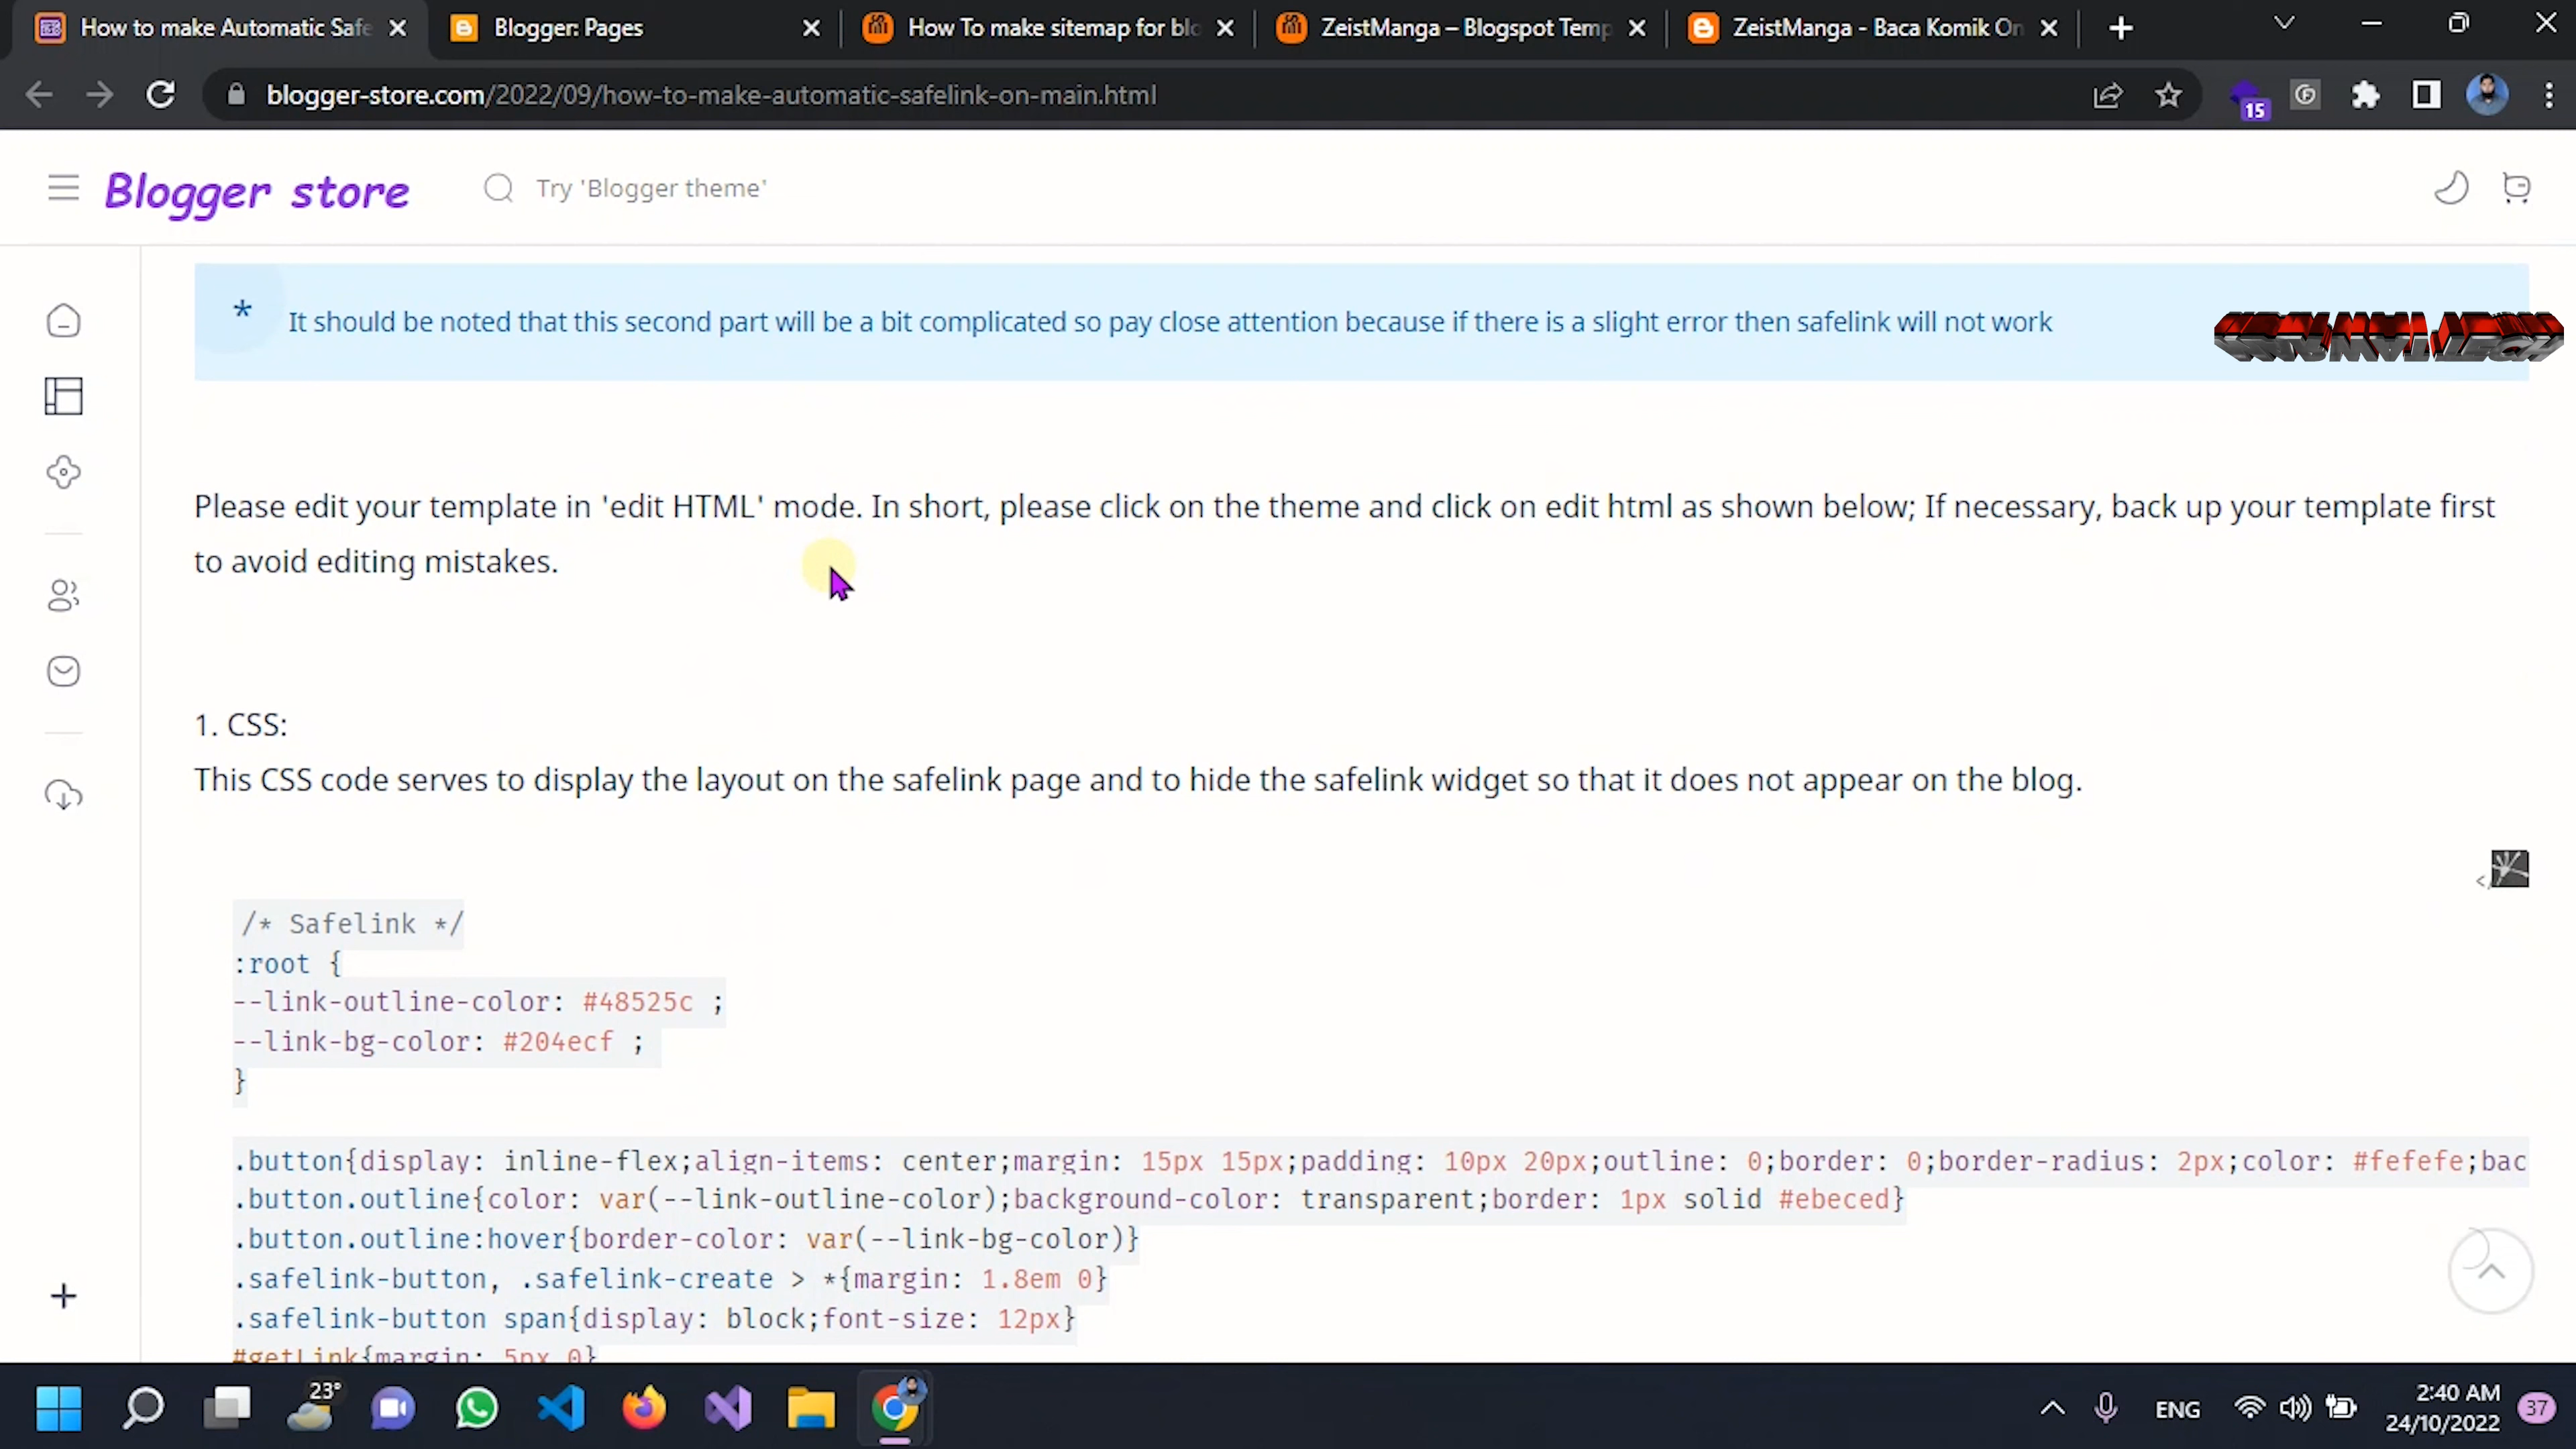 How to make Automatic Safe
Blogger: Pages
How To make sitemap for blo
ZeistManga – Blogspot Temp
ZeistManga - Baca Komik On
blogger-store.com/2022/09/how-to-make-automatic-safelink-on-main.html
15
Blogger store
Try 'Blogger theme'
* It should be noted that this second part will be a bit complicated so pay close attention because if there is a slight error then safelink will not work
Please edit your template in 'edit HTML' mode. In short, please click on the theme and click on edit html as shown below; If necessary, back up your template first
to avoid editing mistakes.
1. CSS:
This CSS code serves to display the layout on the safelink page and to hide the safelink widget so that it does not appear on the blog.
/* Safelink */
:root {
--link-outline-color: #48525c ;
--link-bg-color: #204ecf ;
}
.button{display: inline-flex;align-items: center;margin: 15px 15px;padding: 10px 20px;outline: 0;border: 0;border-radius: 2px;color: #fefefe;bac
.button.outline{color: var(--link-outline-color);background-color: transparent;border: 1px solid #ebeced}
.button.outline:hover{border-color: var(--link-bg-color)}
.safelink-button, .safelink-create > *{margin: 1.8em 0}
.safelink-button span{display: block;font-size: 12px}
#getLink{margin: 5px 0}
23°
ENG
2:40 AM
24/10/2022
37